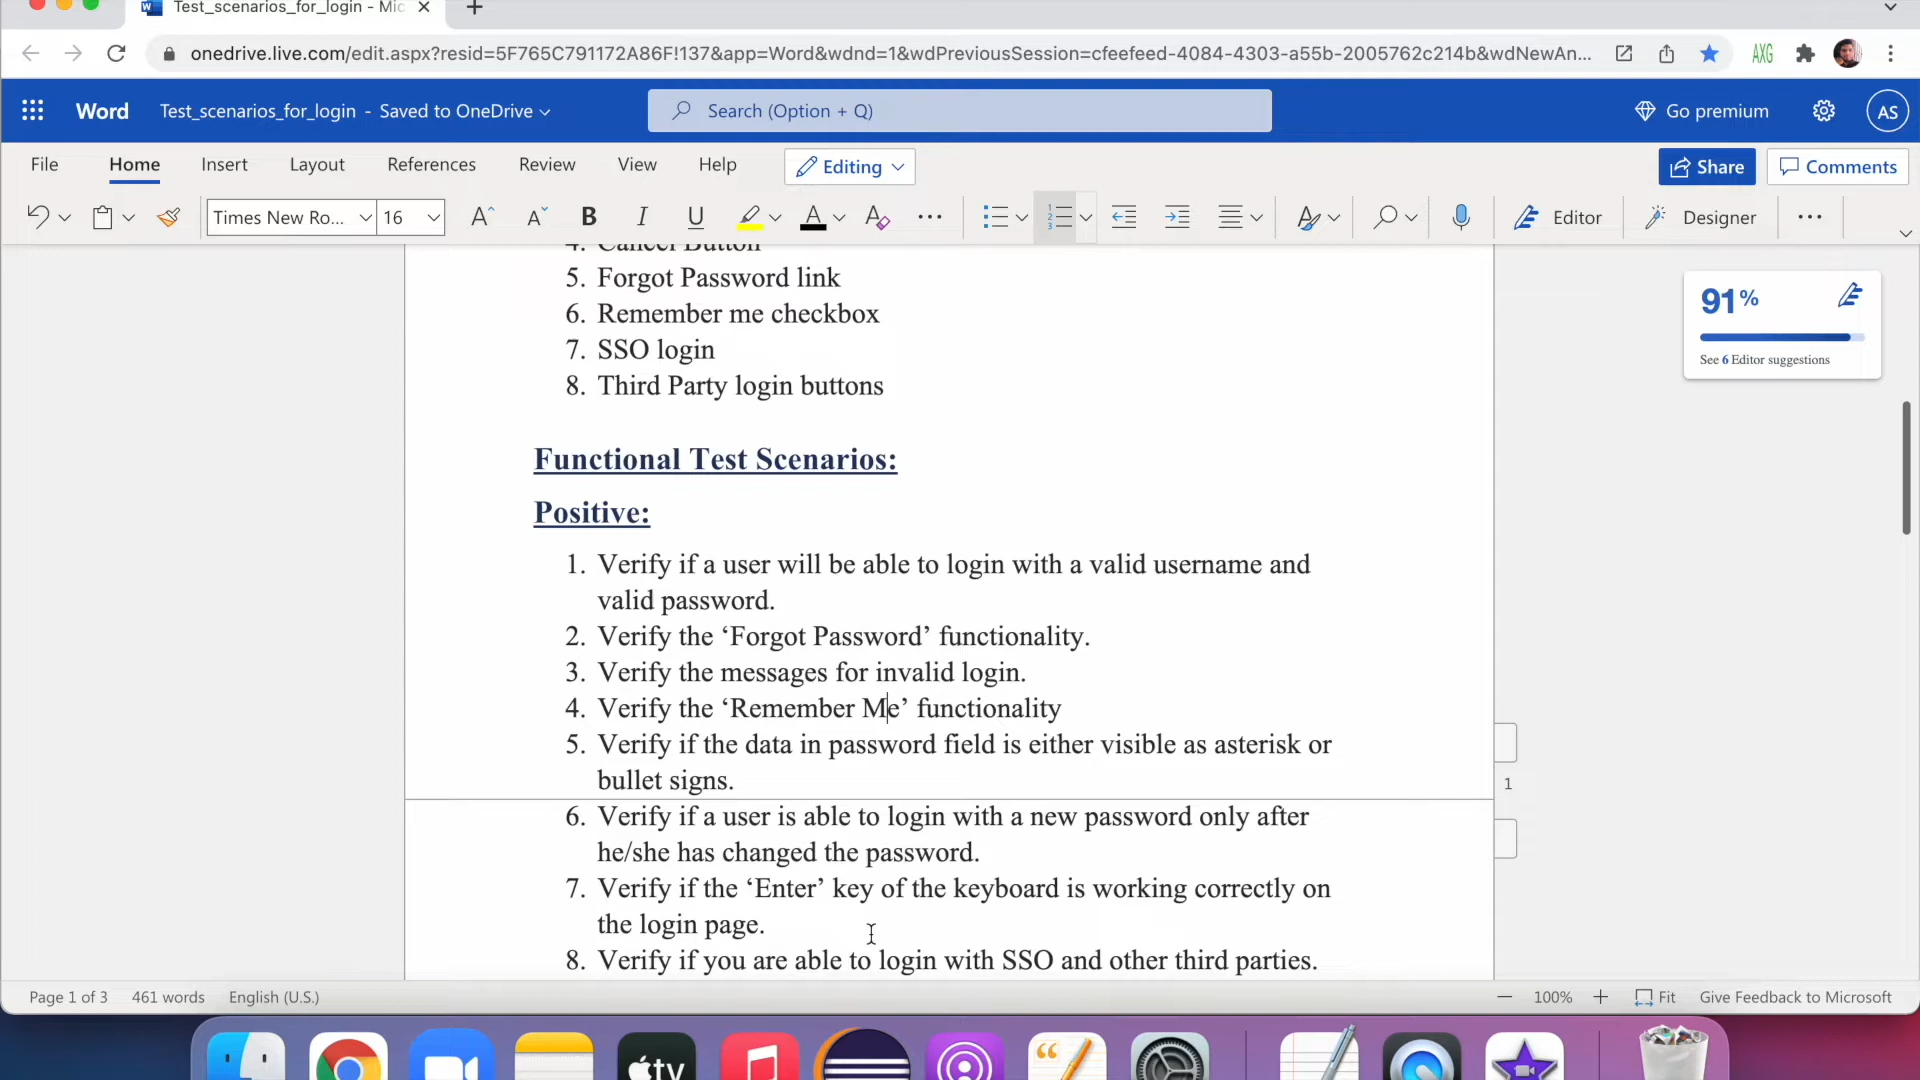 Test_scenarios_for_login - Mic
onedrive.live.com/edit.aspx?resid=5F765C791172A86F!137&app=Word&wdnd=1&wdPreviousSession=cfeefeed-4084-4303-a55b-2005762c214b&wdNewAn...
AXG
Word Test_scenarios_for_login - Saved to OneDrive
Search (Option + Q)
Go premium
AS
File Home Insert Layout References Review View Help Editing
Share Comments
Times New Ro... 16
B I U
Editor Designer
4. Cancel Button
5. Forgot Password link
6. Remember me checkbox
7. SSO login
8. Third Party login buttons
91%
See 6 Editor suggestions
Functional Test Scenarios:
Positive:
1. Verify if a user will be able to login with a valid username and
valid password.
2. Verify the ‘Forgot Password’ functionality.
3. Verify the messages for invalid login.
4. Verify the ‘Remember Me’ functionality
5. Verify if the data in password field is either visible as asterisk or
bullet signs.
1
6. Verify if a user is able to login with a new password only after
he/she has changed the password.
7. Verify if the ‘Enter’ key of the keyboard is working correctly on
the login page.
8. Verify if you are able to login with SSO and other third parties.
Page 1 of 3 461 words English (U.S.)
100% Fit Give Feedback to Microsoft
tv